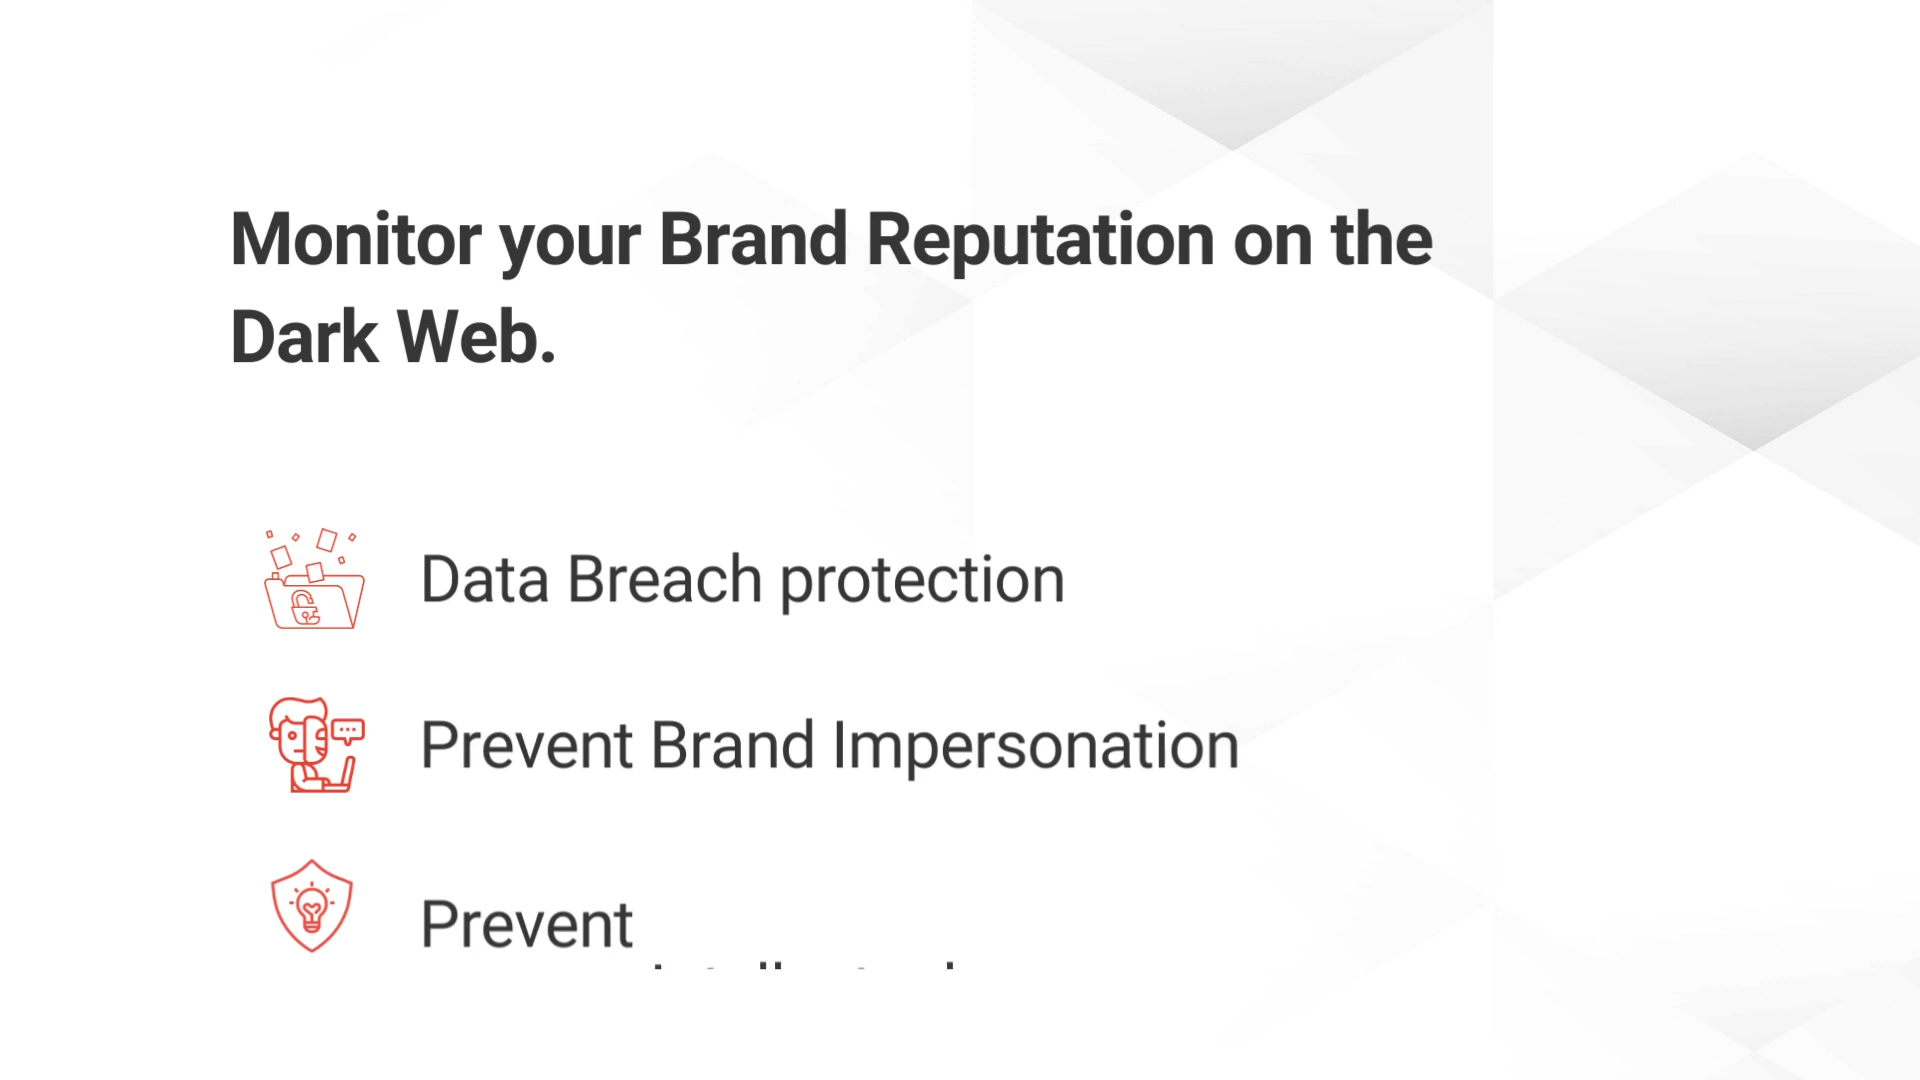 Monitor your Brand Reputation on the
Dark Web.
Data Breach protection
Prevent Brand Impersonation
Prevent